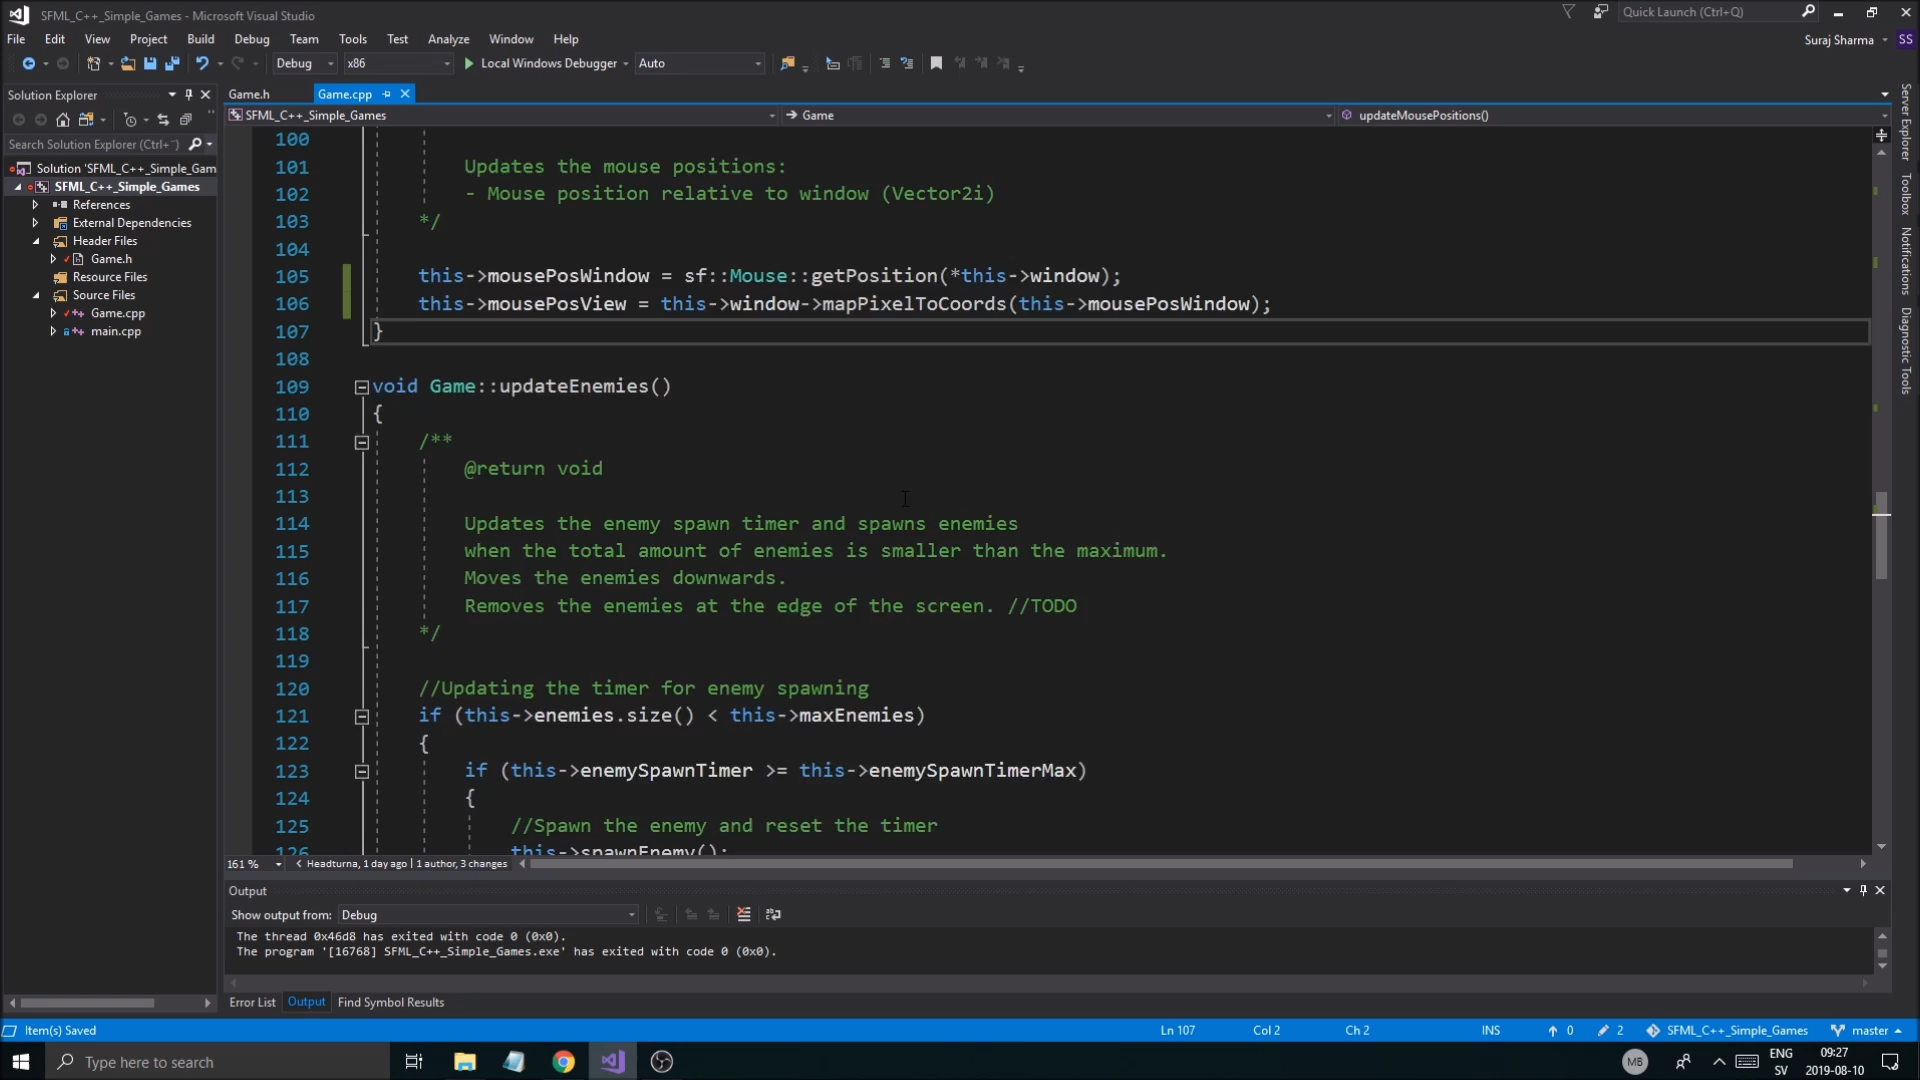 SFML_C++_Simple_Games - Microsoft Visual Studio
Quick Launch (Ctrl+Q)
File Edit View Project Build Debug Team Tools Test Analyze Window Help
Suraj Sharma SS
Debug x86 Local Windows Debugger Auto
Solution Explorer
Search Solution Explorer (Ctrl+
Solution 'SFML_C++_Simple_Gam
SFML_C++_Simple_Games
References
External Dependencies
Header Files
Game.h
Resource Files
Source Files
Game.cpp
main.cpp
Game.h Game.cpp
SFML_C++_Simple_Games Game updateMousePositions()
100
101 Updates the mouse positions:
102 - Mouse position relative to window (Vector2i)
103 */
104
105 this->mousePosWindow = sf::Mouse::getPosition(*this->window);
106 this->mousePosView = this->window->mapPixelToCoords(this->mousePosWindow);
107 }
108
109 void Game::updateEnemies()
110 {
111 /**
112 @return void
113
114 Updates the enemy spawn timer and spawns enemies
115 when the total amount of enemies is smaller than the maximum.
116 Moves the enemies downwards.
117 Removes the enemies at the edge of the screen. //TODO
118 */
119
120 //Updating the timer for enemy spawning
121 if (this->enemies.size() < this->maxEnemies)
122 {
123 if (this->enemySpawnTimer >= this->enemySpawnTimerMax)
124 {
125 //Spawn the enemy and reset the timer
126 this->spawnEnemy();
161 % Headturna, 1 day ago | 1 author, 3 changes
Server Explorer
Toolbox
Notifications
Diagnostic Tools
Output
Show output from: Debug
The thread 0x46d8 has exited with code 0 (0x0).
The program '[16768] SFML_C++_Simple_Games.exe' has exited with code 0 (0x0).
Error List Output Find Symbol Results
Item(s) Saved Ln 107 Col 2 Ch 2 INS 0 2 SFML_C++_Simple_Games master
Type here to search
MB
ENG
SV
09:27
2019-08-10